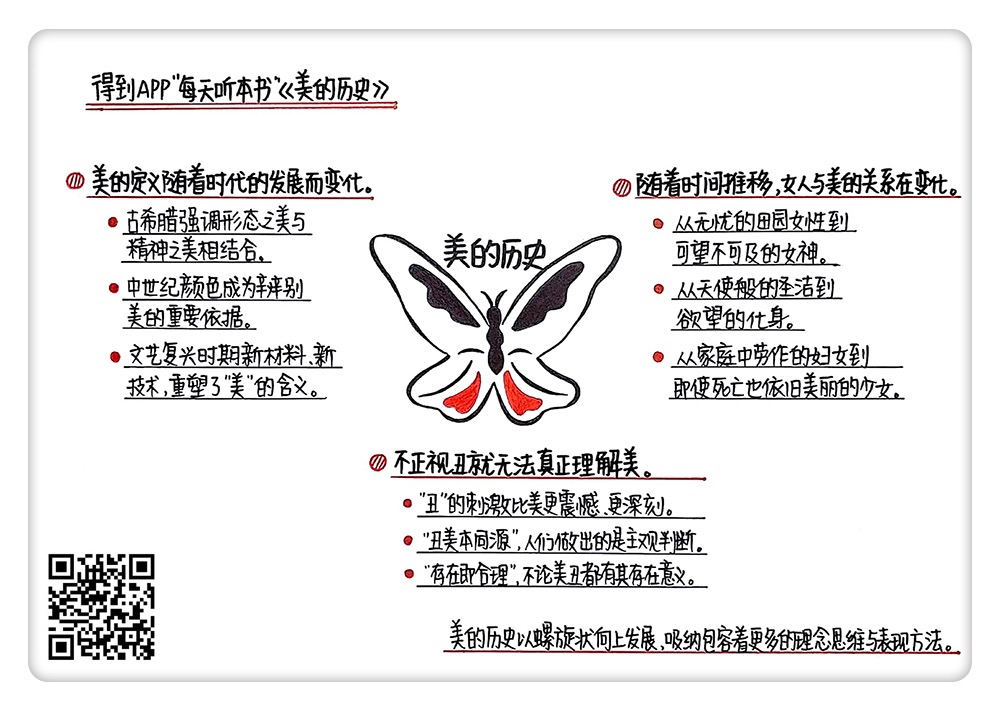 得到APP"每天听本书"《美的历史》
美的定义随着时代的发展而变化。
古希腊强调形态之美与
精神之美相结合。
中世纪颜色成为辨别
美的重要依据。
文艺复兴时期新材料、新
技术,重塑了"美"的含义。
美的历史
随着时间推移,女人与美的关系在变化。
从无忧的田园女性到
可望不可及的女神。
从天使般的圣洁到
欲望的化身。
从家庭中劳作的妇女到
即使死亡也依旧美丽的少女。
不正视丑就无法真正理解美。
"丑"的刺激比美更震憾、更深刻。
"丑美本同源",人们做出的是主观判断。
"存在即合理",不论美丑都有其存在意义。
美的历史以螺旋状向上发展,吸纳包容着更多的理念思维与表现方法。